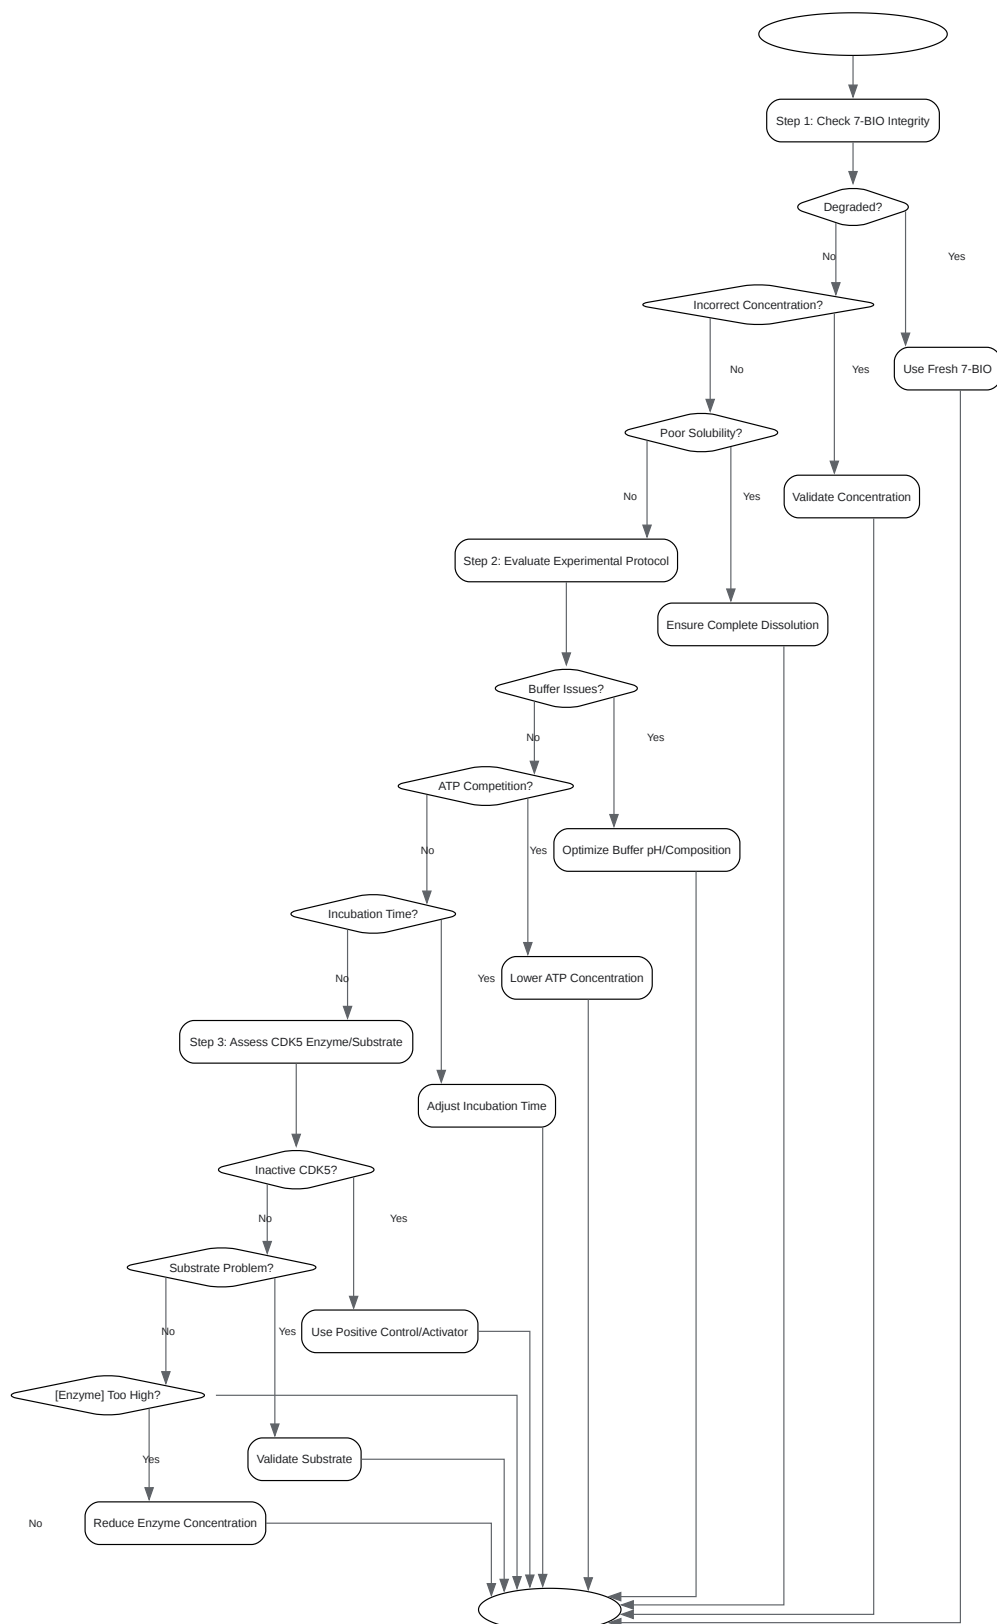 Step 1: Check 7-BIO Integrity
Degraded?
No
Yes
Incorrect Concentration?
No
Yes
Use Fresh 7-BIO
Poor Solubility?
No
Yes
Validate Concentration
Step 2: Evaluate Experimental Protocol
Ensure Complete Dissolution
Buffer Issues?
No
Yes
ATP Competition?
No
Yes
Optimize Buffer pH/Composition
Incubation Time?
No
Yes
Lower ATP Concentration
Step 3: Assess CDK5 Enzyme/Substrate
Adjust Incubation Time
Inactive CDK5?
No
Yes
Substrate Problem?
No
Yes
Use Positive Control/Activator
[Enzyme] Too High?
Yes
Validate Substrate
No
Reduce Enzyme Concentration